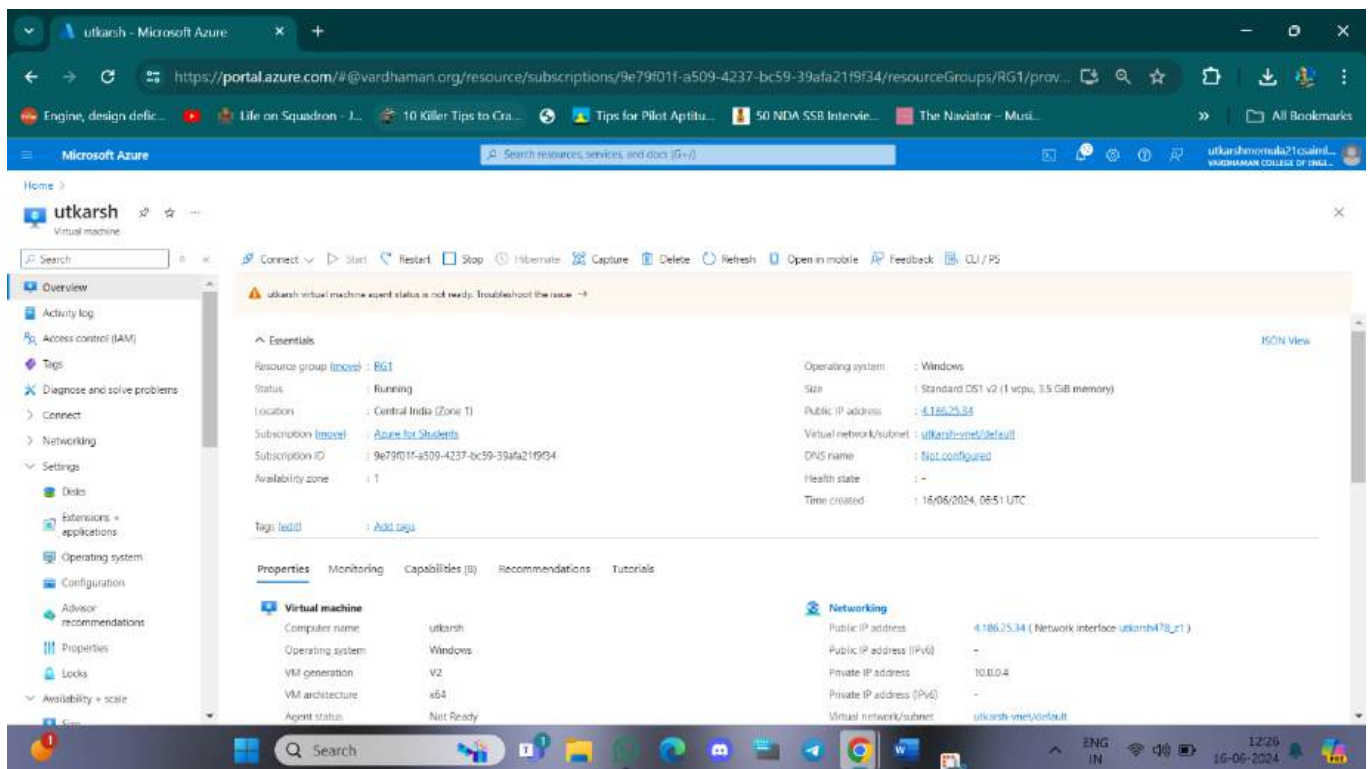 utkarsh - Microsoft Azure
https://portal.azure.com/#@vardhaman.org/resource/subscriptions/9e79f01f-a509-4237-bc59-39afa21f9f34/resourceGroups/RG1/prov...
Engine, design defic...
Life on Squadron - J...
10 Killer Tips to Cra...
Tips for Pilot Aptitu...
50 NDA SSB Intervie...
The Naviator – Musi...
All Bookmarks
Microsoft Azure
Search resources, services, and docs (G+/)
utkarshmomula21csaiml...
VARDHAMAN COLLEGE OF ENGI...
Home >
utkarsh
Virtual machine
Search
Connect
Start
Restart
Stop
Hibernate
Capture
Delete
Refresh
Open in mobile
Feedback
CLI / PS
utkarsh virtual machine agent status is not ready. Troubleshoot the issue →
Overview
Activity log
Access control (IAM)
Tags
Diagnose and solve problems
Connect
Networking
Settings
Disks
Extensions +
applications
Operating system
Configuration
Advisor
recommendations
Properties
Locks
Availability + scale
Size
Essentials
JSON View
Resource group (move) : RG1
Status : Running
Location : Central India (Zone 1)
Subscription (move) : Azure for Students
Subscription ID : 9e79f01f-a509-4237-bc59-39afa21f9f34
Availability zone : 1
Operating system : Windows
Size : Standard DS1 v2 (1 vcpu, 3.5 GiB memory)
Public IP address : 4.186.25.34
Virtual network/subnet : utkarsh-vnet/default
DNS name : Not configured
Health state : -
Time created : 16/06/2024, 06:51 UTC
Tags (edit) : Add tags
Properties
Monitoring
Capabilities (8)
Recommendations
Tutorials
Virtual machine
Computer name utkarsh
Operating system Windows
VM generation V2
VM architecture x64
Agent status Not Ready
Networking
Public IP address 4.186.25.34 ( Network interface utkarsh478_z1 )
Public IP address (IPv6) -
Private IP address 10.0.0.4
Private IP address (IPv6) -
Virtual network/subnet utkarsh-vnet/default
Search
ENG
IN
12:26
16-06-2024